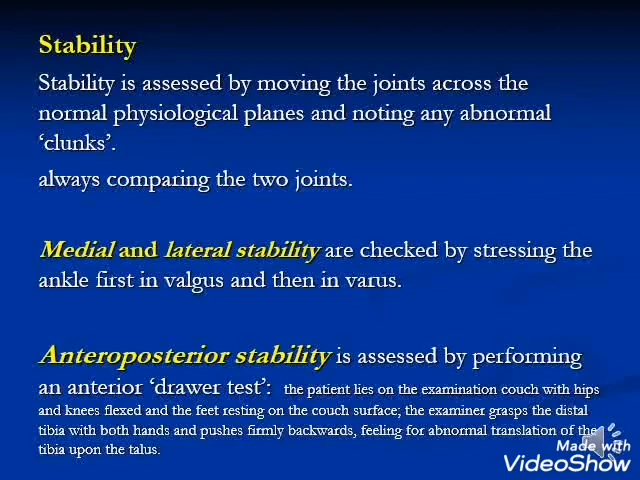 Stability
Stability is assessed by moving the joints across the
normal physiological planes and noting any abnormal
‘clunks’.
always comparing the two joints.
Medial and lateral stability are checked by stressing the
ankle first in valgus and then in varus.
Anteroposterior stability is assessed by performing
an anterior ‘drawer test’: the patient lies on the examination couch with hips
and knees flexed and the feet resting on the couch surface; the examiner grasps the distal
tibia with both hands and pushes firmly backwards, feeling for abnormal translation of the
tibia upon the talus.
Made with
VideoShow